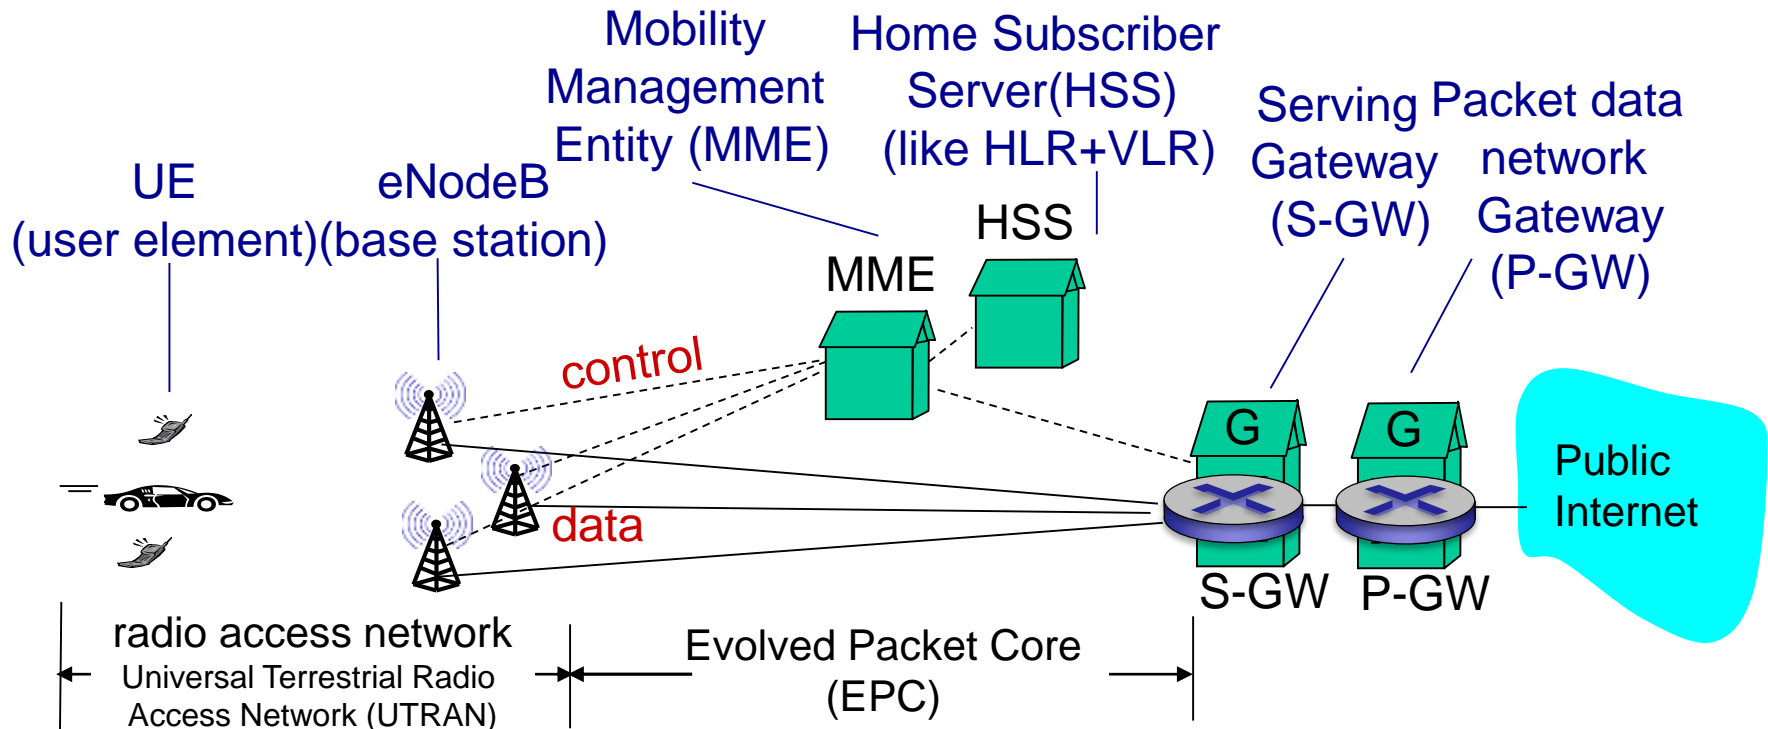 Mobility
Management
Entity (MME)
Home Subscriber
Server(HSS)
(like HLR+VLR)
Serving
Gateway
(S-GW)
Packet data
network
Gateway
(P-GW)
UE
(user element)
eNodeB
(base station)
HSS
MME
control
data
G
G
S-GW
P-GW
Public
Internet
radio access network
Universal Terrestrial Radio
Access Network (UTRAN)
Evolved Packet Core
(EPC)